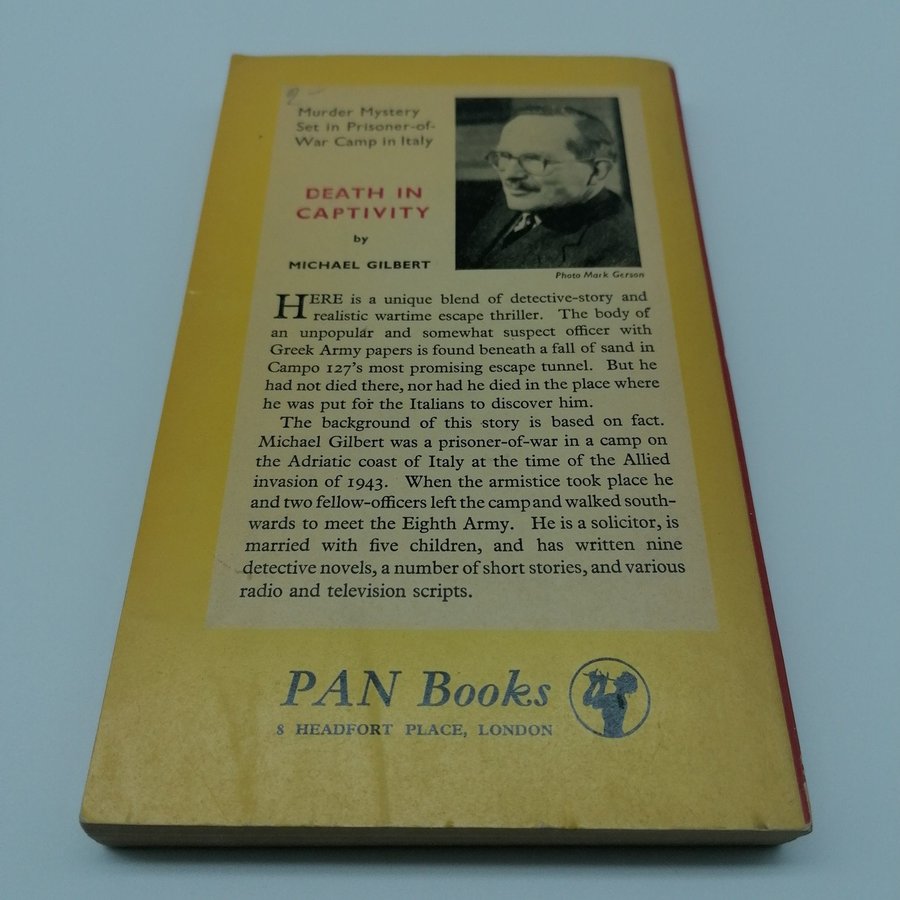 Murder Mystery
Set in Prisoner-of-
War Camp in Italy
DEATH IN
CAPTIVITY
by
MICHAEL GILBERT
Photo Mark Gerson
HERE is a unique blend of detective-story and
realistic wartime escape thriller. The body of
an unpopular and somewhat suspect officer with
Greek Army papers is found beneath a fall of sand in
Campo 127's most promising escape tunnel. But he
had not died there, nor had he died in the place where
he was put for the Italians to discover him.
The background of this story is based on fact.
Michael Gilbert was a prisoner-of-war in a camp on
the Adriatic coast of Italy at the time of the Allied
invasion of 1943. When the armistice took place he
and two fellow-officers left the camp and walked south-
wards to meet the Eighth Army. He is a solicitor, is
married with five children, and has written nine
detective novels, a number of short stories, and various
radio and television scripts.
PAN Books
8 HEADFORT PLACE, LONDON